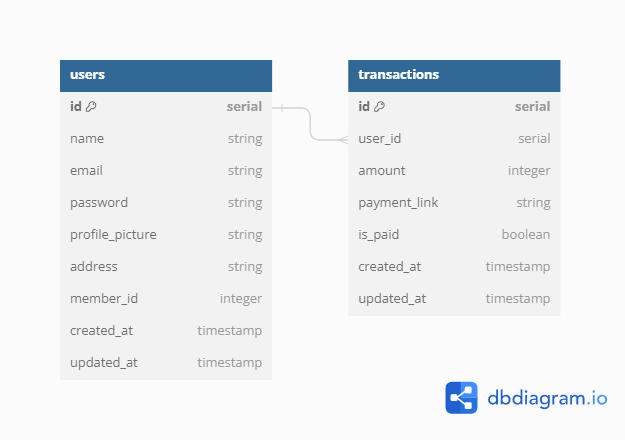 users
id serial
name string
email string
password string
profile_picture string
address string
member_id integer
created_at timestamp
updated_at timestamp
transactions
id serial
user_id serial
amount integer
payment_link string
is_paid boolean
created_at timestamp
updated_at timestamp
dbdiagram.io